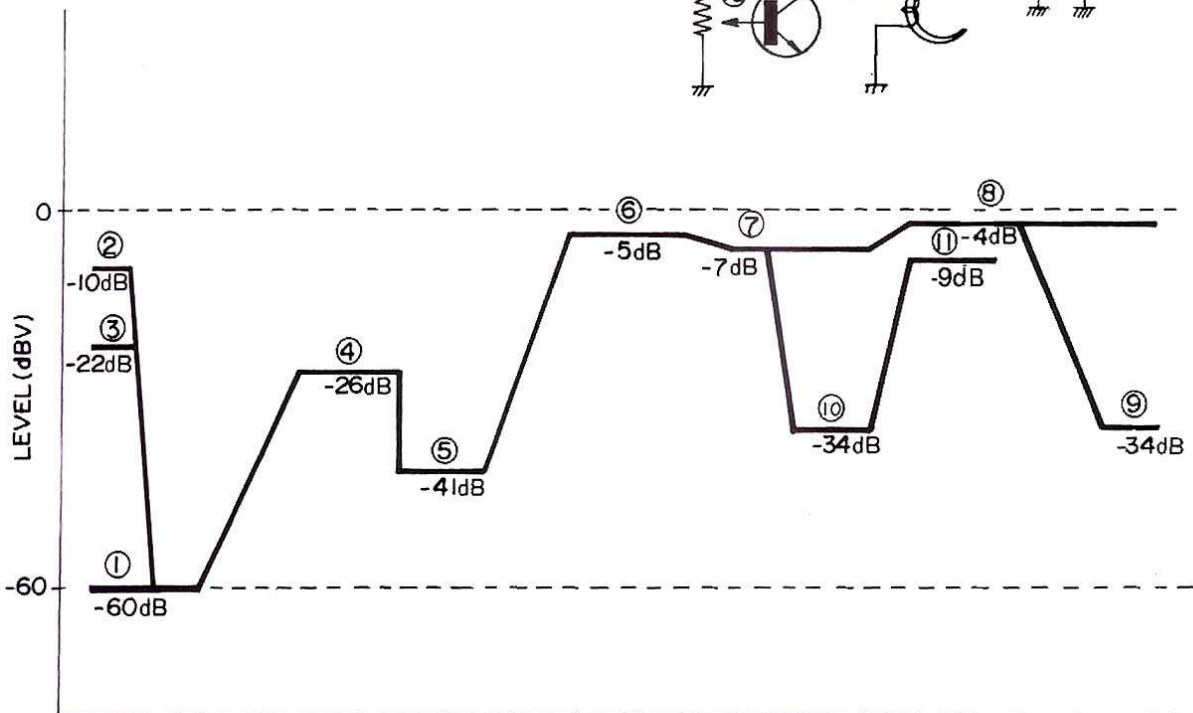 0
⑧
⑥
⑦
②
⑪
-4dB
-5dB
-7dB
-10dB
-9dB
③
④
-22dB
-26dB
⑩
⑨
-34dB
-34dB
⑤
-41dB
LEVEL (dBV)
①
-60
-60dB